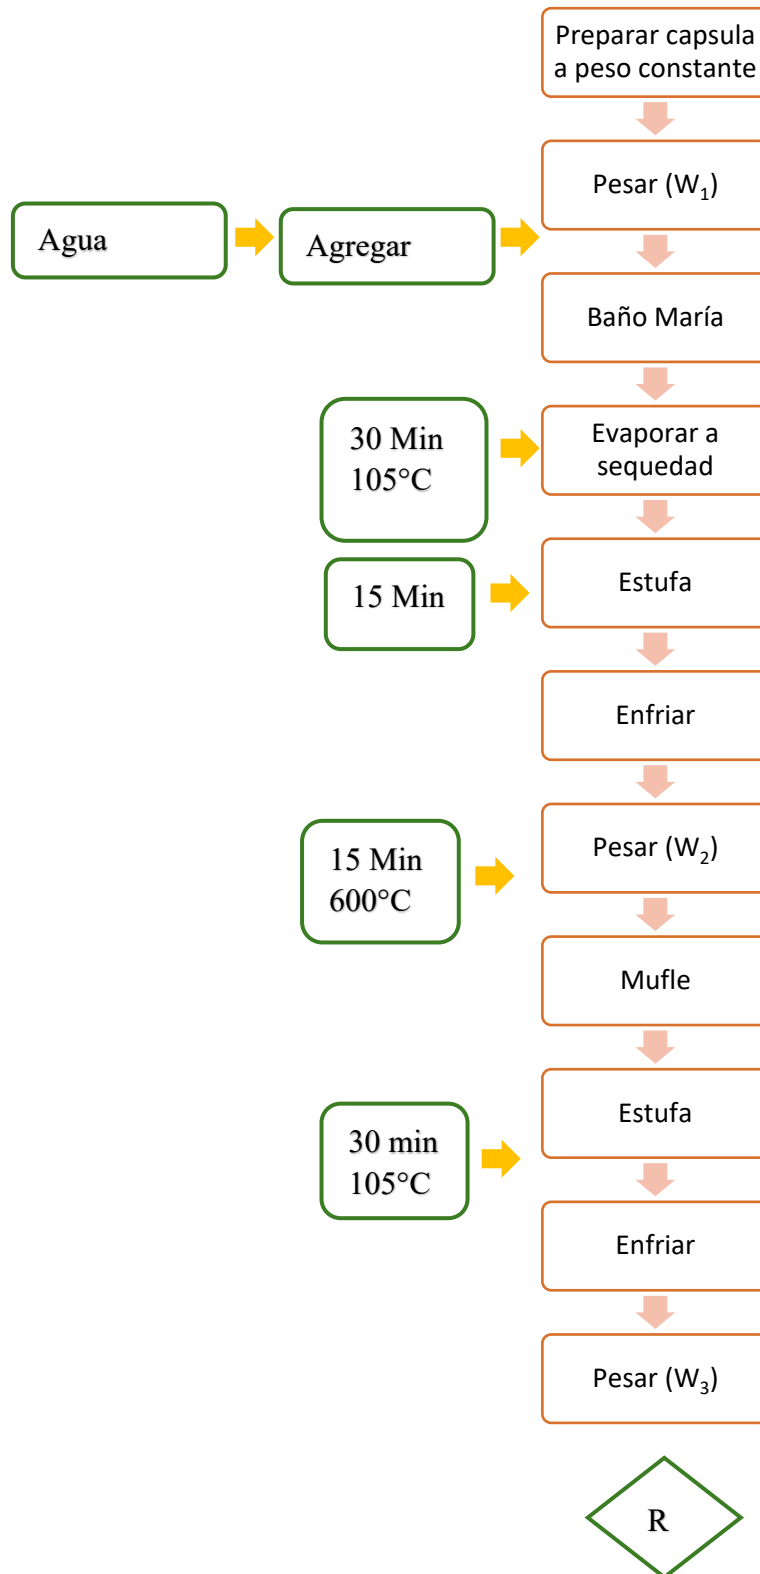 Preparar capsula
a peso constante
Pesar (W₁)
Agua
Agregar
Baño María
30 Min
105°C
Evaporar a
sequedad
15 Min
Estufa
Enfriar
15 Min
600°C
Pesar (W₂)
Mufle
30 min
105°C
Estufa
Enfriar
Pesar (W₃)
R